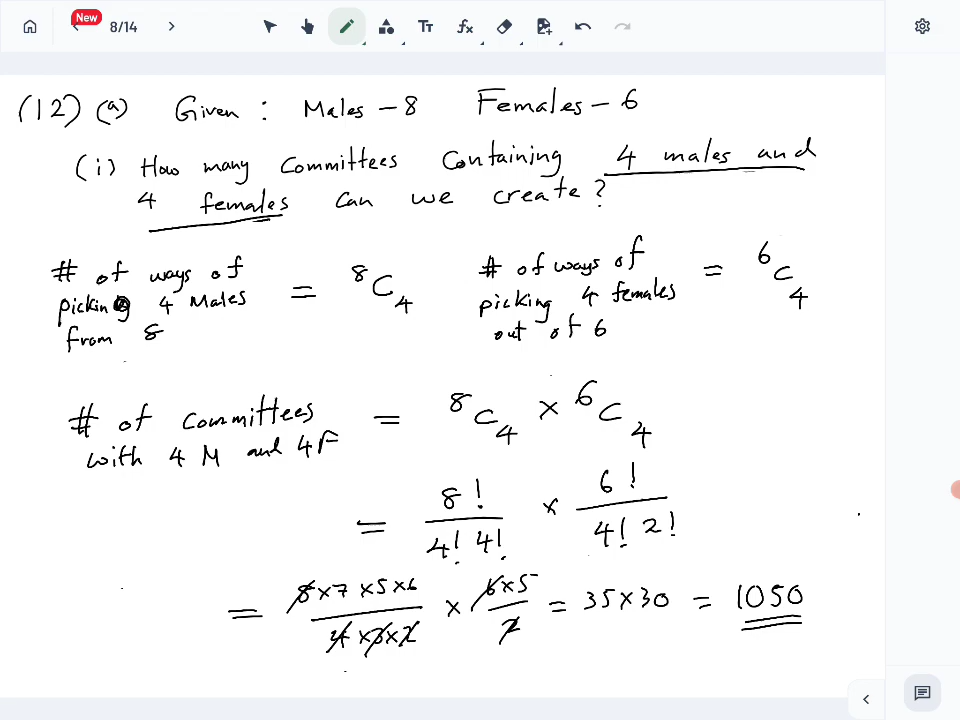 New
8/14
Tт fx
(12) (a) Given : Males - 8 Females - 6
(i) How many Committees Containing 4 males and
4 females can we create?
# of ways of
picking 4 Males
from 8
= ⁸C₄
# of ways of
picking 4 females
out of 6
= ⁶C₄
# of Committees
with 4 M and 4F
= ⁸C₄ × ⁶C₄
= 8!/(4! 4!) × 6!/(4! 2!)
= (8×7×5×6)/(4×3×2) × (6×5)/2 = 35×30 = 1050